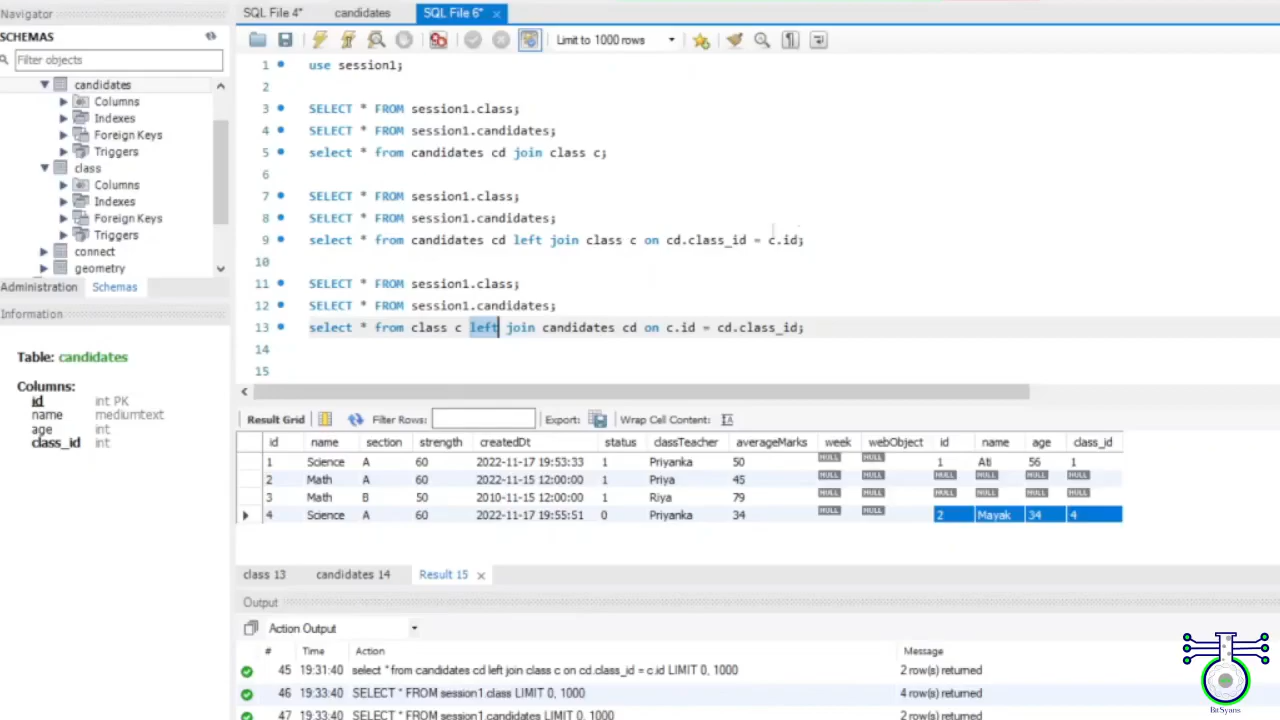 Navigator
SQL File 4*
candidates
SQL File 6*
SCHEMAS
Limit to 1000 rows
Filter objects
candidates
Columns
Indexes
Foreign Keys
Triggers
class
Columns
Indexes
Foreign Keys
Triggers
connect
geometry
Administration
Schemas
Information
Table: candidates
Columns:
id int PK
name mediumtext
age int
class_id int
1 use session1;
2
3 SELECT * FROM session1.class;
4 SELECT * FROM session1.candidates;
5 select * from candidates cd join class c;
6
7 SELECT * FROM session1.class;
8 SELECT * FROM session1.candidates;
9 select * from candidates cd left join class c on cd.class_id = c.id;
10
11 SELECT * FROM session1.class;
12 SELECT * FROM session1.candidates;
13 select * from class c left join candidates cd on c.id = cd.class_id;
14
15
Result Grid Filter Rows: Export: Wrap Cell Content:
id name section strength createdDt status classTeacher averageMarks week webObject id name age class_id
1 Science A 60 2022-11-17 19:53:33 1 Priyanka 50 NULL NULL 1 Ati 56 1
2 Math A 60 2022-11-15 12:00:00 1 Priya 45 NULL NULL NULL NULL NULL NULL
3 Math B 50 2010-11-15 12:00:00 1 Riya 79 NULL NULL NULL NULL NULL NULL
4 Science A 60 2022-11-17 19:55:51 0 Priyanka 34 NULL NULL 2 Mayak 34 4
class 13
candidates 14
Result 15
Output
Action Output
# Time Action Message
45 19:31:40 select * from candidates cd left join class c on cd.class_id = c.id LIMIT 0, 1000 2 row(s) returned
46 19:33:40 SELECT * FROM session1.class LIMIT 0, 1000 4 row(s) returned
47 19:33:40 SELECT * FROM session1.candidates LIMIT 0, 1000 2 row(s) returned
BitSyans